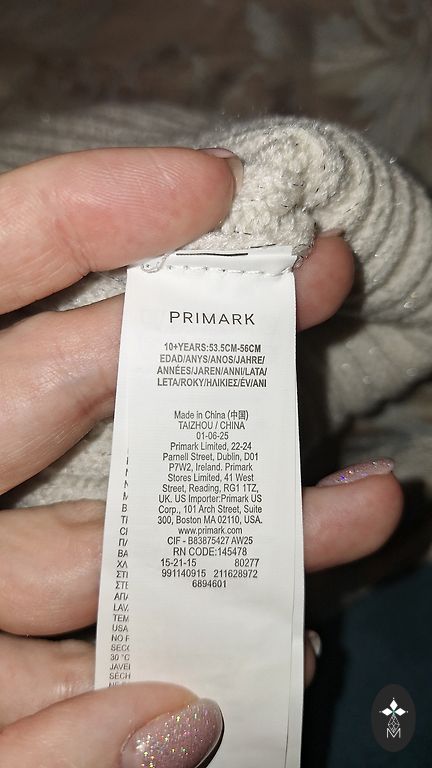 PRIMARK
10+YEARS:53.5CM-56CM
EDAD/ANYS/ANOS/JAHRE/
ANNÉES/JAREN/ANNI/LATA/
LETA/ROKY/ΗΛΙΚΙΕΣ/ÉV/ANI
Made in China (中国)
TAIZHOU / CHINA
01-06-25
Primark Limited, 22-24
Parnell Street, Dublin, D01
P7W2, Ireland. Primark
Stores Limited, 41 West
Street, Reading, RG1 1TZ,
UK. US Importer:Primark US
Corp., 101 Arch Street, Suite
300, Boston MA 02110, USA.
www.primark.com
CIF - B83875427 AW25
RN CODE:145478
15-21-15 80277
991140915 211628972
6894601
30 °C